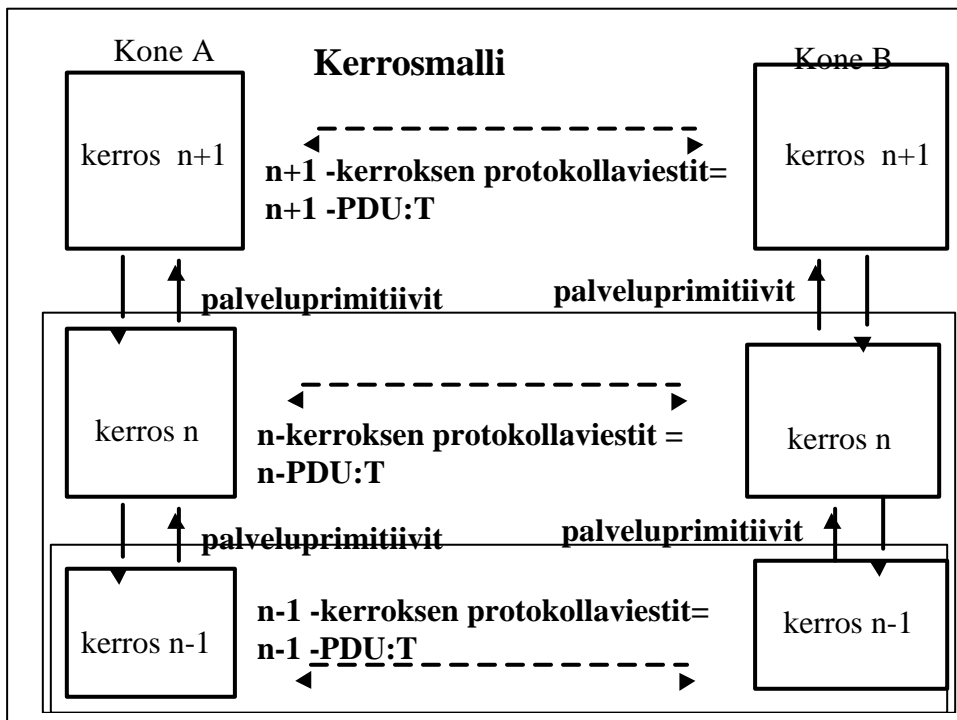 Kone A
Kerrosmalli
Kone B
kerros n+1
kerros n+1
n+1 -kerroksen protokollaviestit=
n+1 -PDU:T
palveluprimitiivit
palveluprimitiivit
kerros n
n-kerroksen protokollaviestit =
n-PDU:T
kerros n
palveluprimitiivit
palveluprimitiivit
kerros n-1
n-1 -kerroksen protokollaviestit=
n-1 -PDU:T
kerros n-1